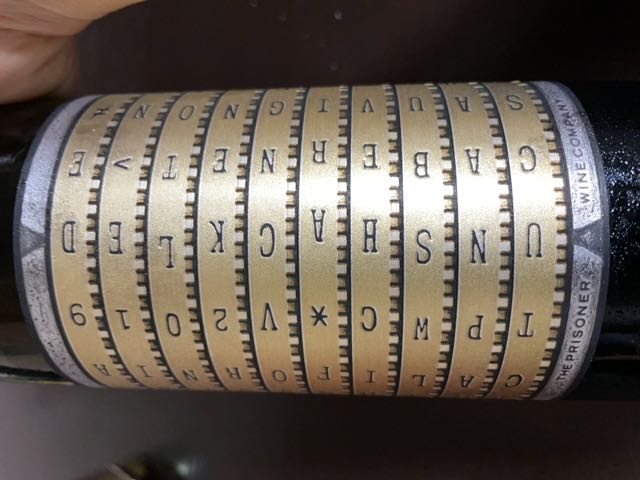 CALIFORNIA
TPWC*V2019
UNSHACKLED
CABERNET<E
SAUVIGNON*
THE PRISONER WINE COMPANY